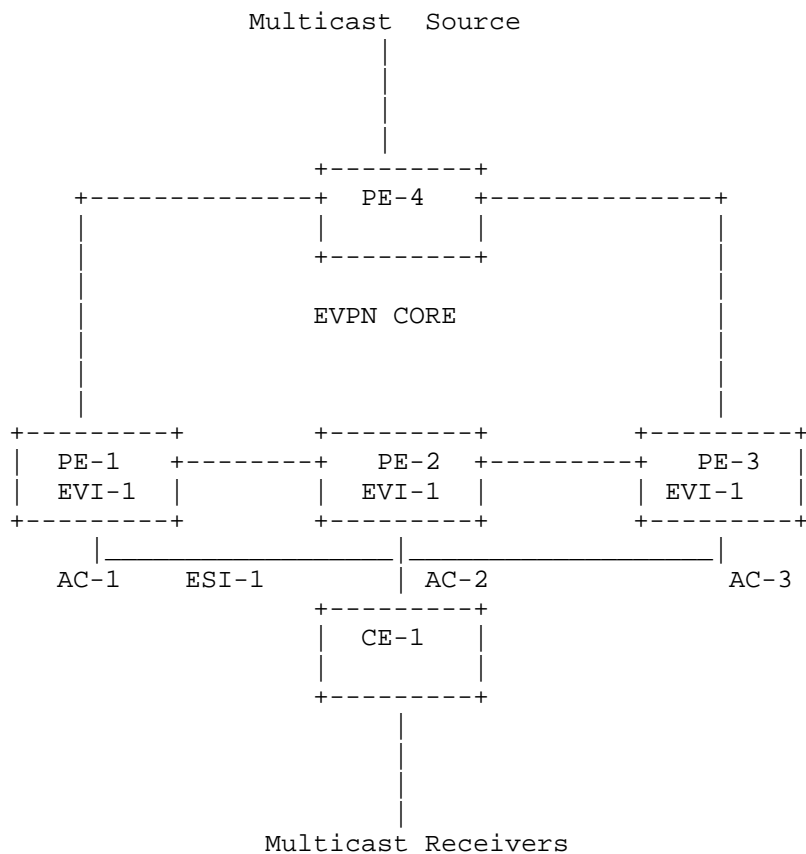 Multicast Source
PE-4
EVPN CORE
PE-1 PE-2 PE-3
EVI-1 EVI-1 EVI-1
AC-1 ESI-1 AC-2 AC-3
CE-1
Multicast Receivers